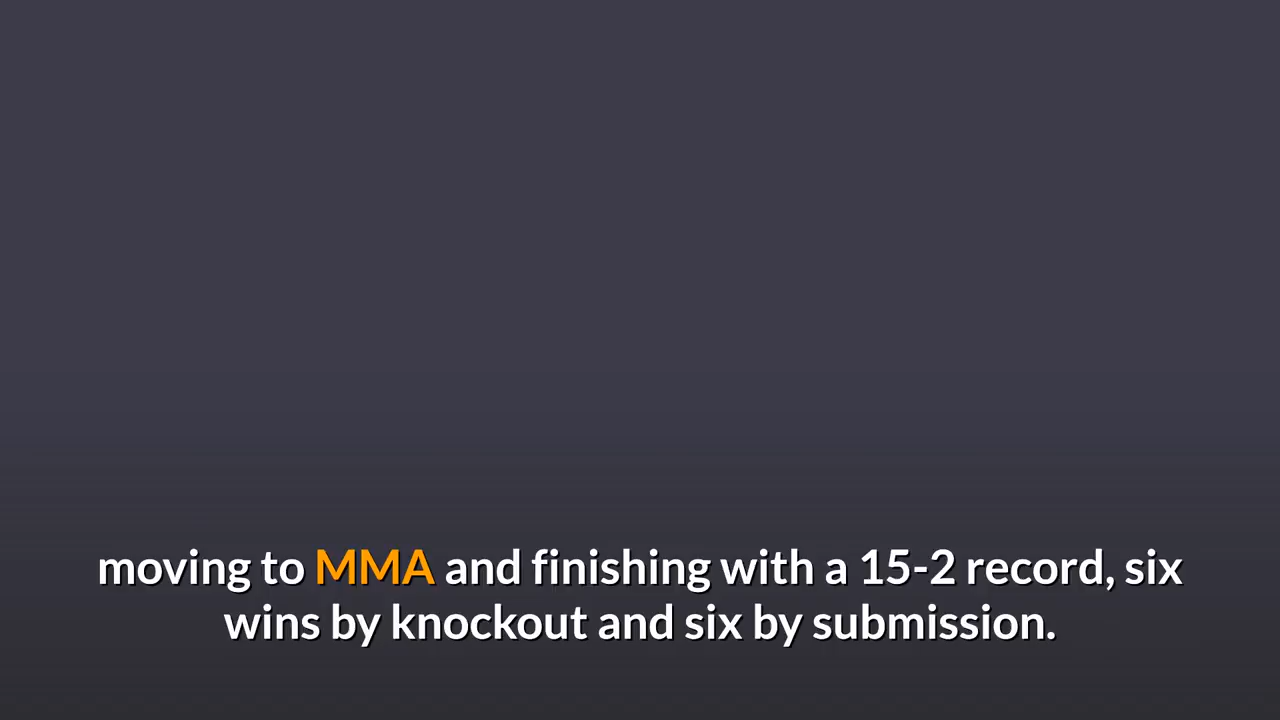 moving to MMA and finishing with a 15-2 record, six
wins by knockout and six by submission.